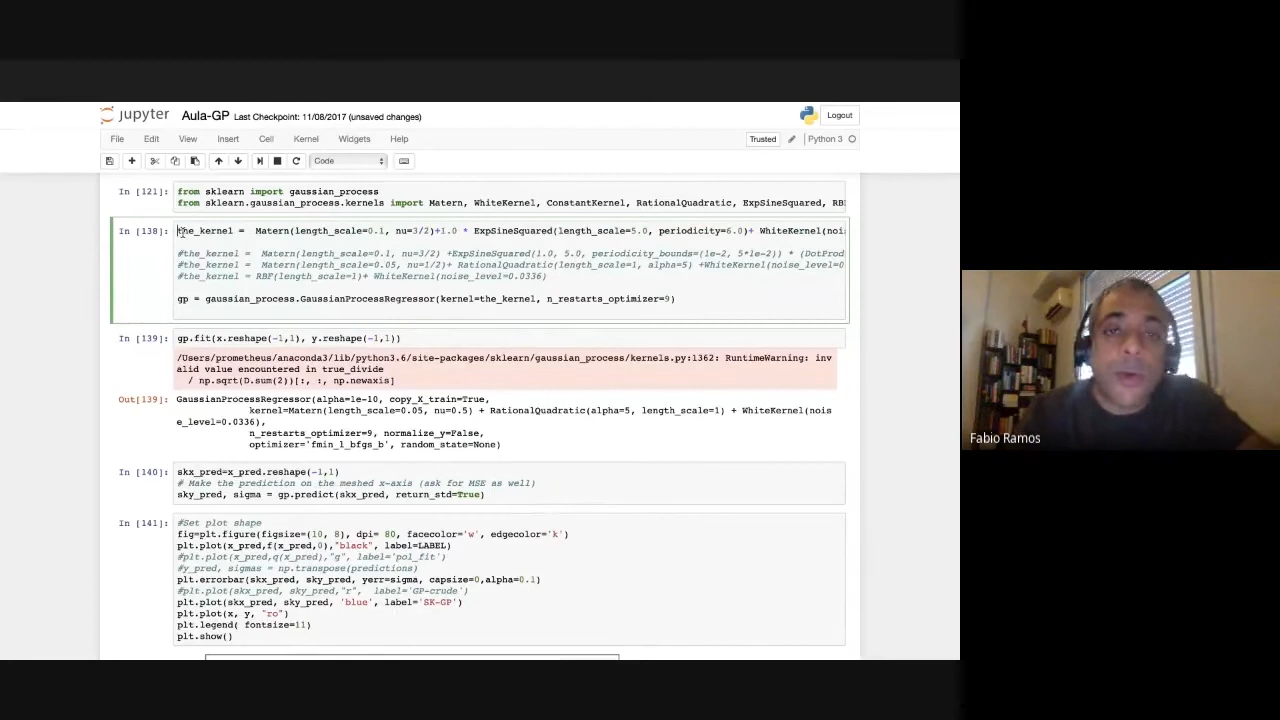 jupyter Aula-GP Last Checkpoint: 11/08/2017 (unsaved changes)
Logout
File Edit View Insert Cell Kernel Widgets Help
Trusted
Python 3
Code
In [121]:
from sklearn import gaussian_process
from sklearn.gaussian_process.kernels import Matern, WhiteKernel, ConstantKernel, RationalQuadratic, ExpSineSquared, RB
In [138]:
the_kernel = Matern(length_scale=0.1, nu=3/2)+1.0 * ExpSineSquared(length_scale=5.0, periodicity=6.0)+ WhiteKernel(noi
#the_kernel = Matern(length_scale=0.1, nu=3/2) +ExpSineSquared(1.0, 5.0, periodicity_bounds=(1e-2, 5*1e-2)) * (DotProd
#the_kernel = Matern(length_scale=0.05, nu=1/2)+ RationalQuadratic(length_scale=1, alpha=5) +WhiteKernel(noise_level=0
#the_kernel = RBF(length_scale=1)+ WhiteKernel(noise_level=0.0336)
gp = gaussian_process.GaussianProcessRegressor(kernel=the_kernel, n_restarts_optimizer=9)
In [139]:
gp.fit(x.reshape(-1,1), y.reshape(-1,1))
/Users/prometheus/anaconda3/lib/python3.6/site-packages/sklearn/gaussian_process/kernels.py:1362: RuntimeWarning: inv
alid value encountered in true_divide
/ np.sqrt(D.sum(2))[:, :, np.newaxis]
Out[139]:
GaussianProcessRegressor(alpha=1e-10, copy_X_train=True,
kernel=Matern(length_scale=0.05, nu=0.5) + RationalQuadratic(alpha=5, length_scale=1) + WhiteKernel(nois
e_level=0.0336),
n_restarts_optimizer=9, normalize_y=False,
optimizer='fmin_l_bfgs_b', random_state=None)
In [140]:
skx_pred=x_pred.reshape(-1,1)
# Make the prediction on the meshed x-axis (ask for MSE as well)
sky_pred, sigma = gp.predict(skx_pred, return_std=True)
In [141]:
#Set plot shape
fig=plt.figure(figsize=(10, 8), dpi= 80, facecolor='w', edgecolor='k')
plt.plot(x_pred,f(x_pred,0),"black", label=LABEL)
#plt.plot(x_pred,q(x_pred),"g", label='pol_fit')
#y_pred, sigmas = np.transpose(predictions)
plt.errorbar(skx_pred, sky_pred, yerr=sigma, capsize=0,alpha=0.1)
#plt.plot(skx_pred, sky_pred,"r", label='GP-crude')
plt.plot(skx_pred, sky_pred, 'blue', label='SK-GP')
plt.plot(x, y, "ro")
plt.legend( fontsize=11)
plt.show()
Fabio Ramos